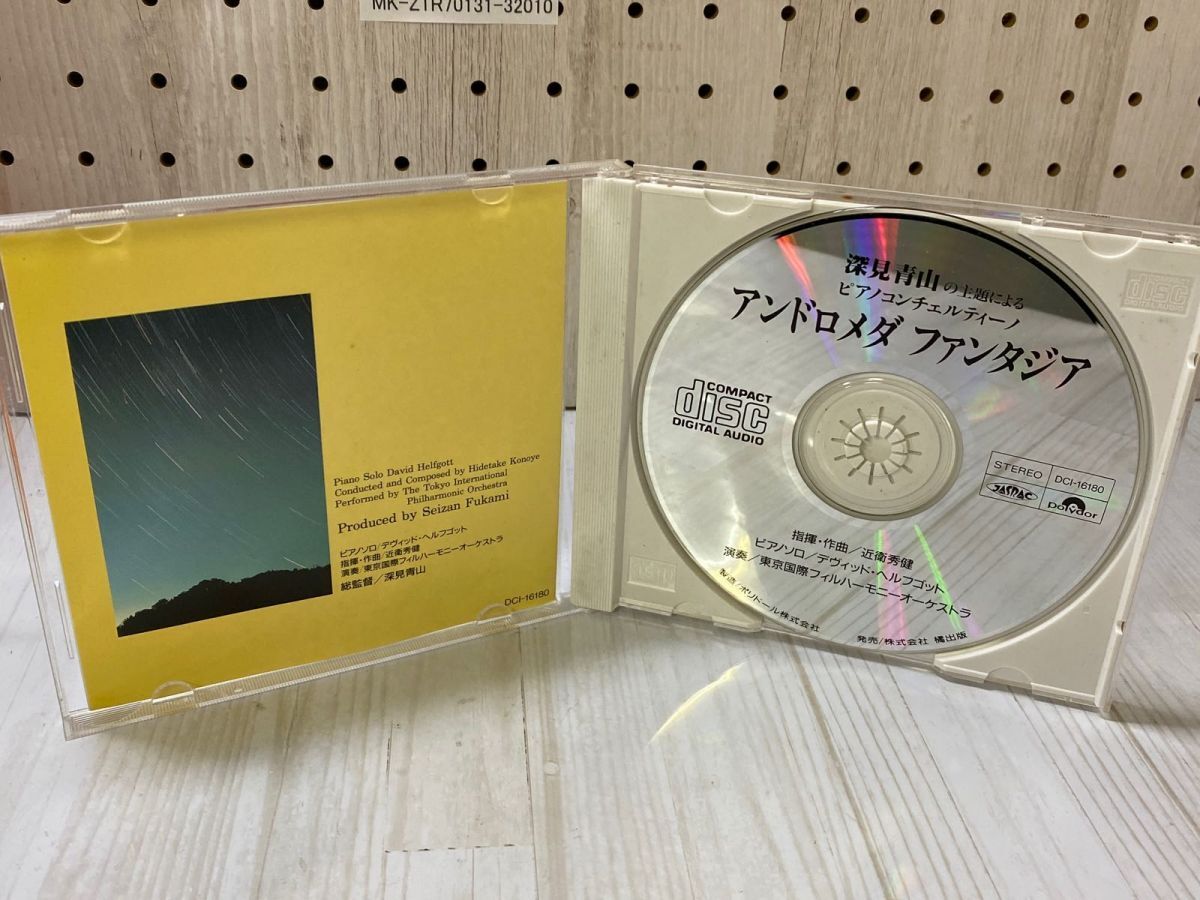 MK-ZTR70131-32010
Piano Solo David Helfgott
Conducted and Composed by Hidetake Konoye
Performed by The Tokyo International
Philharmonic Orchestra
Produced by Seizan Fukami
ピアノソロ/デヴィッド・ヘルフゴット
指揮・作曲/近衛秀健
演奏/東京国際フィルハーモニーオーケストラ
総監督/深見青山
DCI-16180
深見青山の主題による
ピアノコンチェルティーノ
アンドロメダ ファンタジア
COMPACT
disc
DIGITAL AUDIO
STEREO
DCI-16180
JASRAC
polydor
指揮・作曲/近衛秀健
ピアノソロ/デヴィッド・ヘルフゴット
演奏/東京国際フィルハーモニーオーケストラ
製造/ポリドール株式会社
発売/株式会社 橘出版
disc